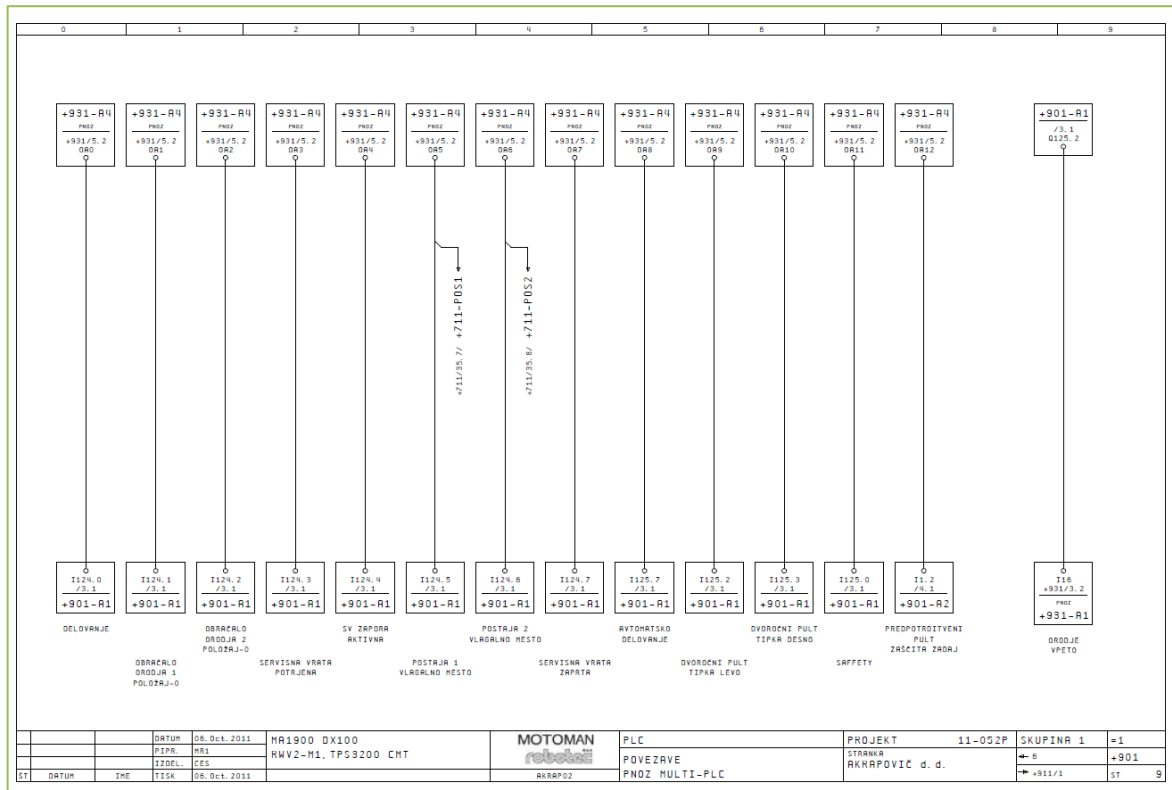 0 1 2 3 4 5 6 7 8 9
+931-A4 +931-A4 +931-A4 +931-A4 +931-A4 +931-A4 +931-A4 +931-A4 +931-A4 +931-A4 +931-A4 +931-A4 +931-A4 +901-A1
PNOZ PNOZ PNOZ PNOZ PNOZ PNOZ PNOZ PNOZ PNOZ PNOZ PNOZ PNOZ PNOZ /3.1
+931/5.2 +931/5.2 +931/5.2 +931/5.2 +931/5.2 +931/5.2 +931/5.2 +931/5.2 +931/5.2 +931/5.2 +931/5.2 +931/5.2 +931/5.2 Q125.2
OA0 OA1 OA2 OA3 OA4 OA5 OA6 OA7 OA8 OA9 OA10 OA11 OA12
+711/35.7/ +711-POS1
+711/35.8/ +711-POS2
I124.0 I124.1 I124.2 I124.3 I124.4 I124.5 I124.6 I124.7 I125.7 I125.2 I125.3 I125.0 I1.2 I16
/3.1 /3.1 /3.1 /3.1 /3.1 /3.1 /3.1 /3.1 /3.1 /3.1 /3.1 /3.1 /4.1 +931/3.2
PNOZ
+901-A1 +901-A1 +901-A1 +901-A1 +901-A1 +901-A1 +901-A1 +901-A1 +901-A1 +901-A1 +901-A1 +901-A1 +901-A2 +931-A1
DELOVANJE
OBRAČALO
ORODJA 1
POLOŽAJ-0
OBRAČALO
ORODJA 2
POLOŽAJ-0
SERVISNA VRATA
POTRJENA
SV ZAPORA
AKTIVNA
POSTAJA 1
VLAGALNO MESTO
POSTAJA 2
VLAGALNO MESTO
SERVISNA VRATA
ZAPRTA
AVTOMATSKO
DELOVANJE
DVOROČNI PULT
TIPKA LEVO
DVOROČNI PULT
TIPKA DESNO
SAFFETY
PREDPOTRDITVENI
PULT
ZAŠČITA ZADAJ
ORODJE
VPETO
DATUM 06.Oct.2011
PIPR. MR1
IZDEL. CES
ŠT DATUM IME TISK 06.Oct.2011
MA1900 DX100
RWV2-M1, TPS3200 CMT
MOTOMAN
robotec
AKRAP02
PLC
POVEZAVE
PNOZ MULTI-PLC
PROJEKT 11-052P
STRANKA
AKRAPOVIČ d. d.
SKUPINA 1 =1
6 +901
+911/1 ST 9